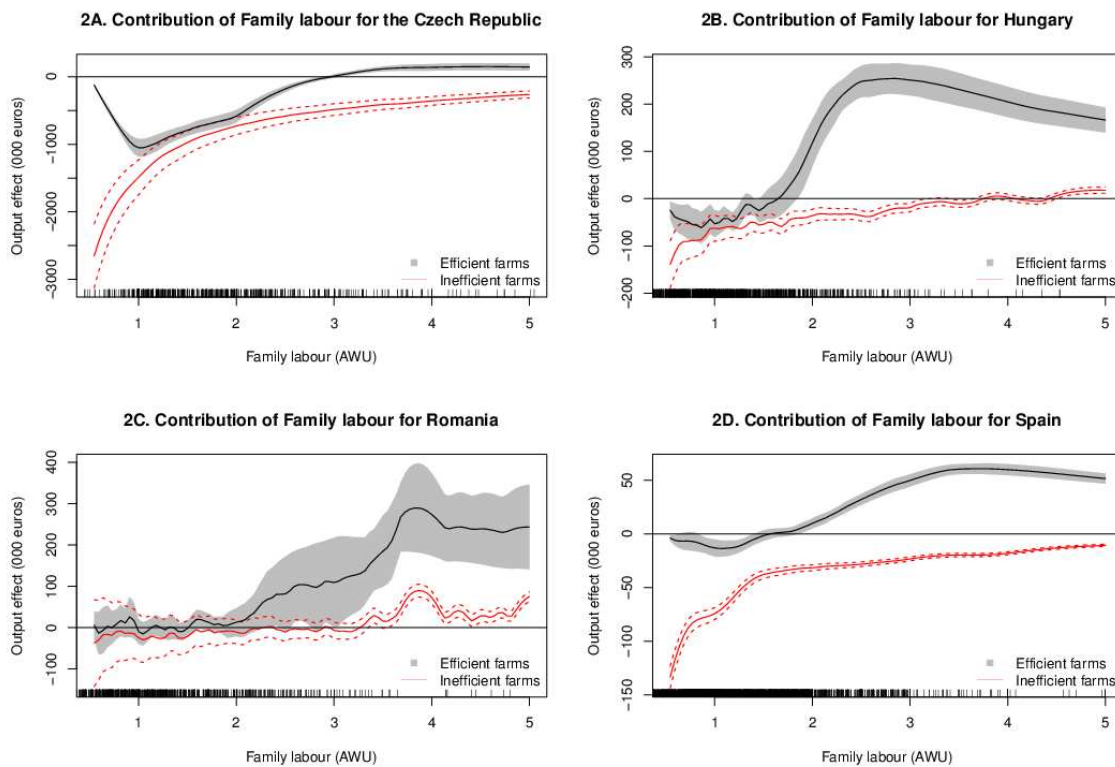 2A. Contribution of Family labour for the Czech Republic
Output effect (000 euros)
0
−1000
−2000
−3000
Efficient farms
Inefficient farms
1 2 3 4 5
Family labour (AWU)
2B. Contribution of Family labour for Hungary
Output effect (000 euros)
300
200
100
0
−100
−200
Efficient farms
Inefficient farms
1 2 3 4 5
Family labour (AWU)
2C. Contribution of Family labour for Romania
Output effect (000 euros)
400
300
200
100
0
−100
Efficient farms
Inefficient farms
1 2 3 4 5
Family labour (AWU)
2D. Contribution of Family labour for Spain
Output effect (000 euros)
50
0
−50
−100
−150
Efficient farms
Inefficient farms
1 2 3 4 5
Family labour (AWU)